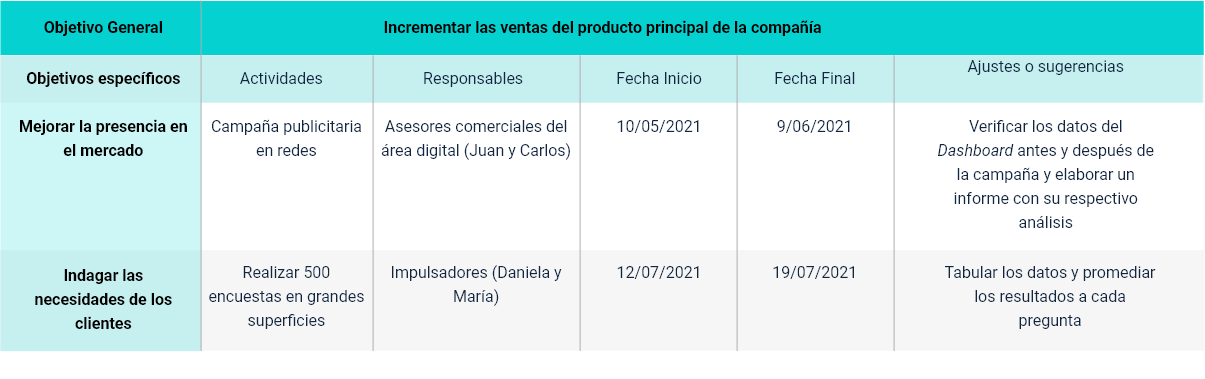 Objetivo General
Incrementar las ventas del producto principal de la compañía
Objetivos específicos
Actividades
Responsables
Fecha Inicio
Fecha Final
Ajustes o sugerencias
Mejorar la presencia en
el mercado
Campaña publicitaria
en redes
Asesores comerciales del
área digital (Juan y Carlos)
10/05/2021
9/06/2021
Verificar los datos del
Dashboard antes y después de
la campaña y elaborar un
informe con su respectivo
análisis
Indagar las
necesidades de los
clientes
Realizar 500
encuestas en grandes
superficies
Impulsadores (Daniela y
María)
12/07/2021
19/07/2021
Tabular los datos y promediar
los resultados a cada
pregunta